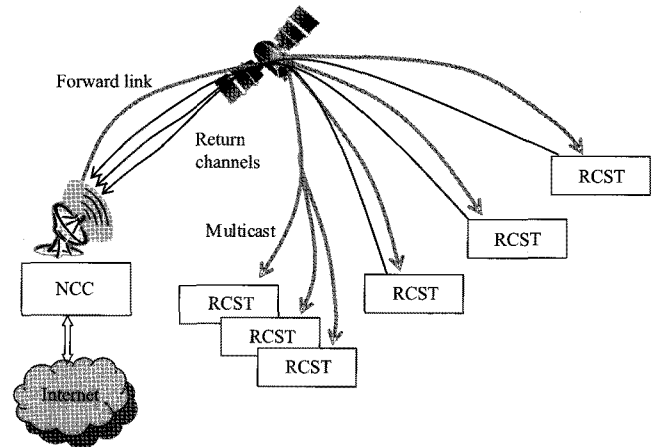 Forward link
Return
channels
RCST
RCST
Multicast
NCC
RCST
RCST
RCST
RCST
Internet